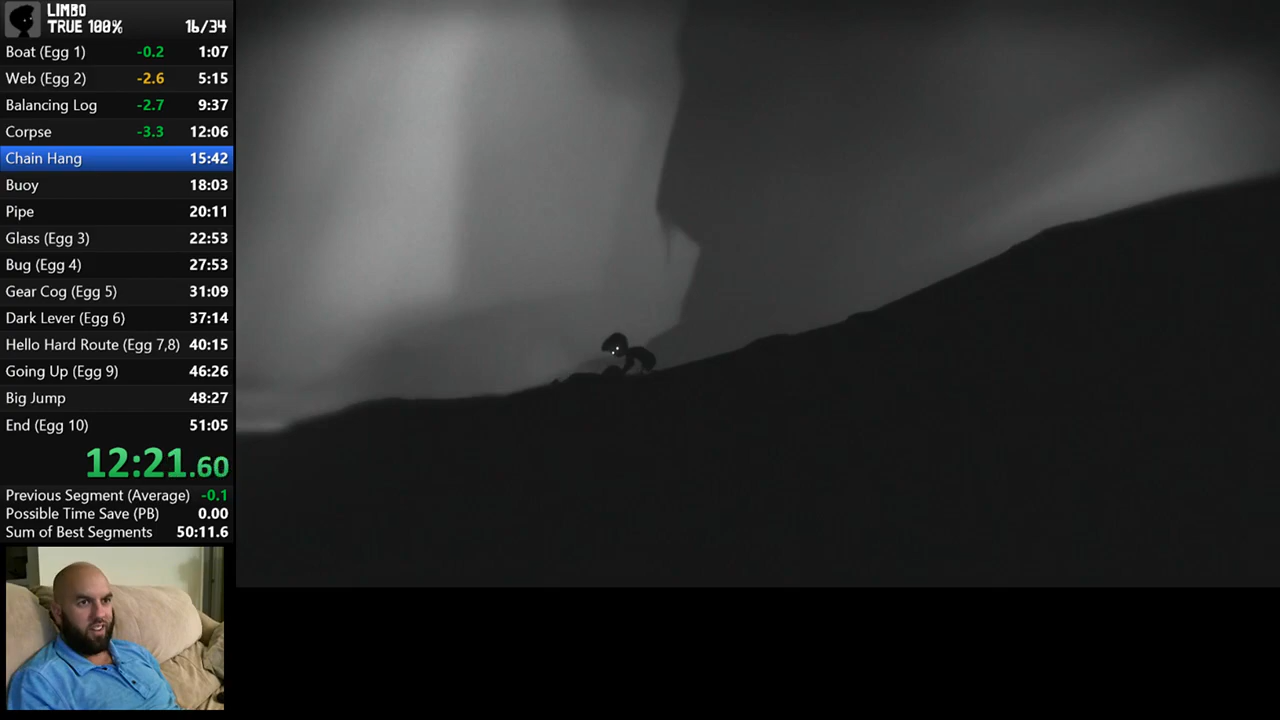 LIMBO
TRUE 100% 16/34
Boat (Egg 1) -0.2 1:07
Web (Egg 2) -2.6 5:15
Balancing Log -2.7 9:37
Corpse -3.3 12:06
Chain Hang 15:42
Buoy 18:03
Pipe 20:11
Glass (Egg 3) 22:53
Bug (Egg 4) 27:53
Gear Cog (Egg 5) 31:09
Dark Lever (Egg 6) 37:14
Hello Hard Route (Egg 7,8) 40:15
Going Up (Egg 9) 46:26
Big Jump 48:27
End (Egg 10) 51:05
12:21.60
Previous Segment (Average) -0.1
Possible Time Save (PB) 0.00
Sum of Best Segments 50:11.6